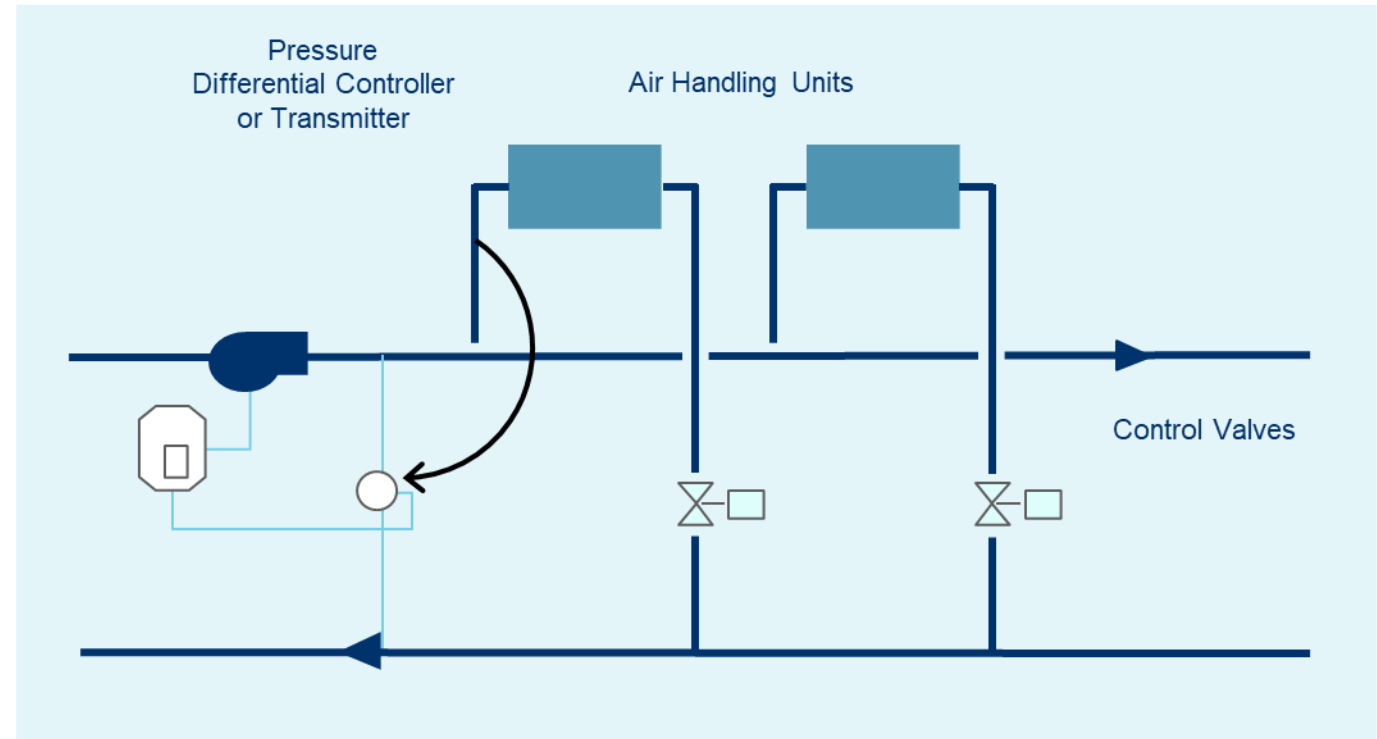 Pressure
Differential Controller
or Transmitter
Air Handling Units
Control Valves